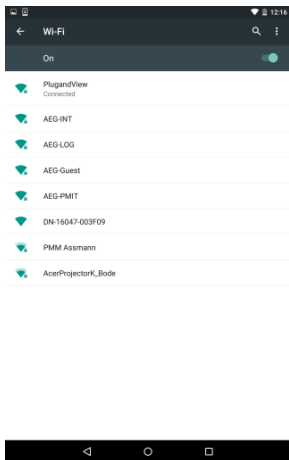 12:16
Wi-Fi
On
PlugandView
Connected
AEG-INT
AEG-LOG
AEG-Guest
AEG-PMIT
DN-16047-003F09
PMM Assmann
AcerProjectorK_Bode